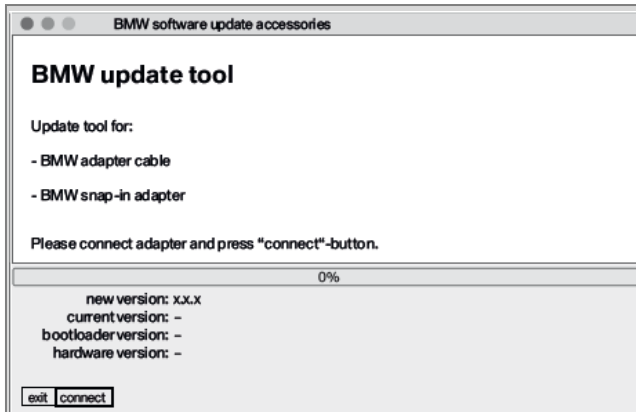 BMW software update accessories
BMW update tool
Update tool for:
- BMW adapter cable
- BMW snap-in adapter
Please connect adapter and press "connect"-button.
0%
new version: x.x.x
current version: –
bootloader version: –
hardware version: –
exit connect